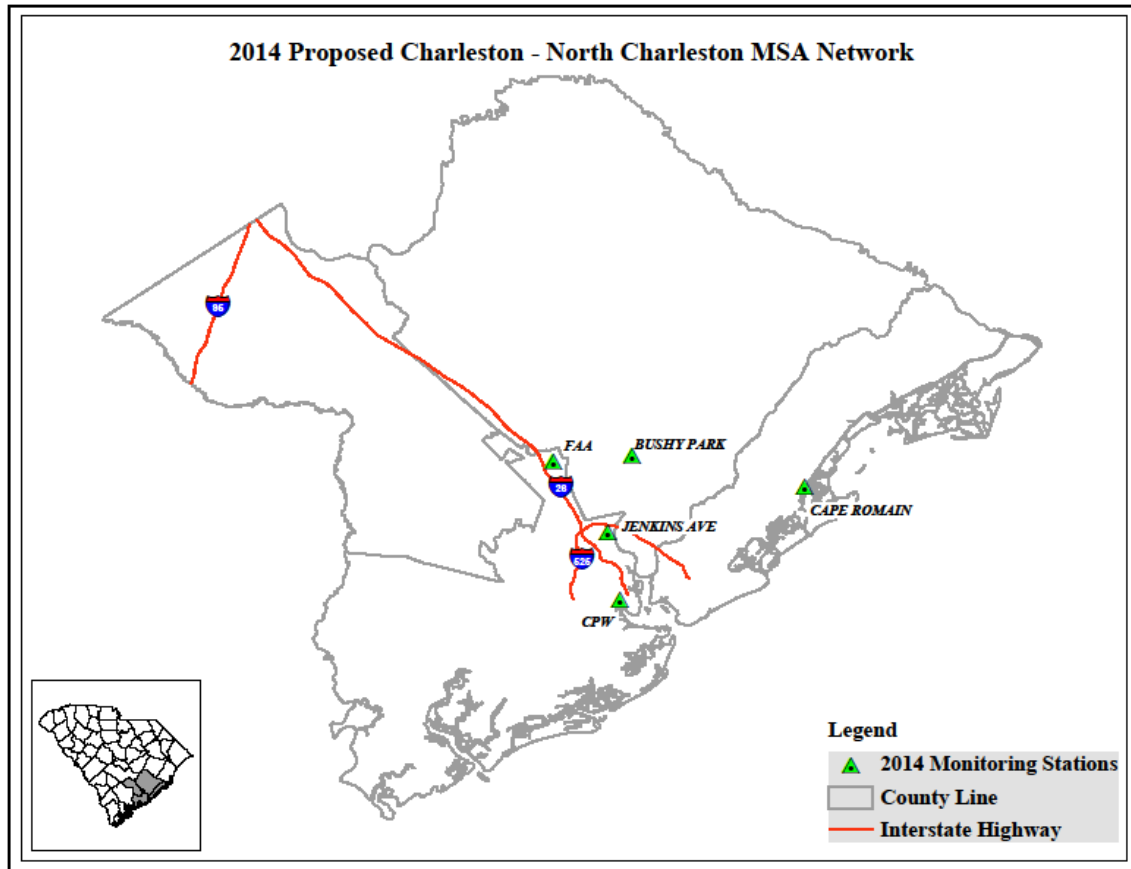 2014 Proposed Charleston - North Charleston MSA Network
95
FAA
BUSHY PARK
26
CAPE ROMAIN
JENKINS AVE
526
CPW
Legend
2014 Monitoring Stations
County Line
Interstate Highway